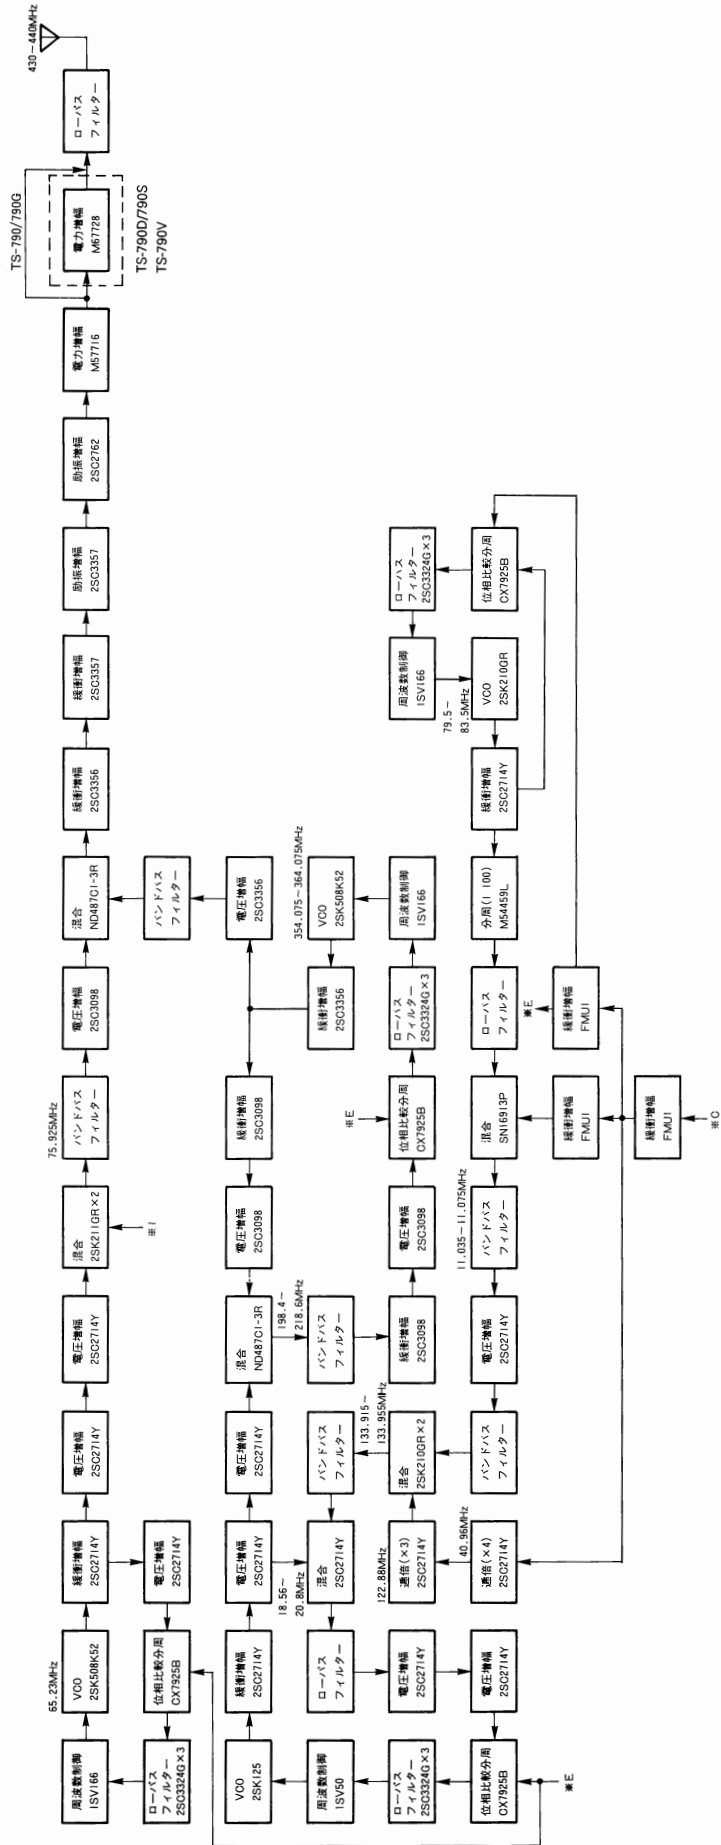 周波数制御
1SV166
65.23MHz
VCO
2SK508K52
緩衝増幅
2SC2714Y
電圧増幅
2SC2714Y
電圧増幅
2SC2714Y
混合
2SK211GR×2
※I
75.925MHz
バンドパス
フィルター
電圧増幅
2SC3098
混合
ND487C1-3R
緩衝増幅
2SC3356
緩衝増幅
2SC3357
励振増幅
2SC3357
励振増幅
2SC2762
電力増幅
M57716
TS-790/790G
電力増幅
M67728
TS-790D/790S
TS-790V
ローパス
フィルター
430~440MHz
ローパス
フィルター
2SC3324G×3
位相比較分周
CX7925B
電圧増幅
2SC2714Y
バンドパス
フィルター
VCO
2SK125
緩衝増幅
2SC2714Y
電圧増幅
2SC2714Y
電圧増幅
2SC2714Y
混合
ND487C1-3R
電圧増幅
2SC3098
緩衝増幅
2SC3098
電圧増幅
2SC3356
18.56~
20.8MHz
198.4~
218.6MHz
354.075~364.075MHz
周波数制御
1SV50
ローパス
フィルター
混合
2SC2714Y
バンドパス
フィルター
バンドパス
フィルター
緩衝増幅
2SC3356
VCO
2SK508K52
133.915~
133.955MHz
※E
ローパス
フィルター
2SC3324G×3
電圧増幅
2SC2714Y
122.88MHz
逓倍(×3)
2SC2714Y
混合
2SK210GR×2
緩衝増幅
2SC3098
電圧増幅
2SC3098
位相比較分周
CX7925B
ローパス
フィルター
2SC3324G×3
周波数制御
1SV166
周波数制御
1SV166
ローパス
フィルター
2SC3324G×3
79.5~
83.5MHz
位相比較分周
CX7925B
電圧増幅
2SC2714Y
40.96MHz
逓倍(×4)
2SC2714Y
バンドパス
フィルター
電圧増幅
2SC2714Y
11.035~11.075MHz
バンドパス
フィルター
混合
SN16913P
ローパス
フィルター
分周(1 100)
M54459L
緩衝増幅
2SC2714Y
VCO
2SK210GR
位相比較分周
CX7925B
※E
※E
緩衝増幅
FMU1
緩衝増幅
FMU1
緩衝増幅
FMU1
※C